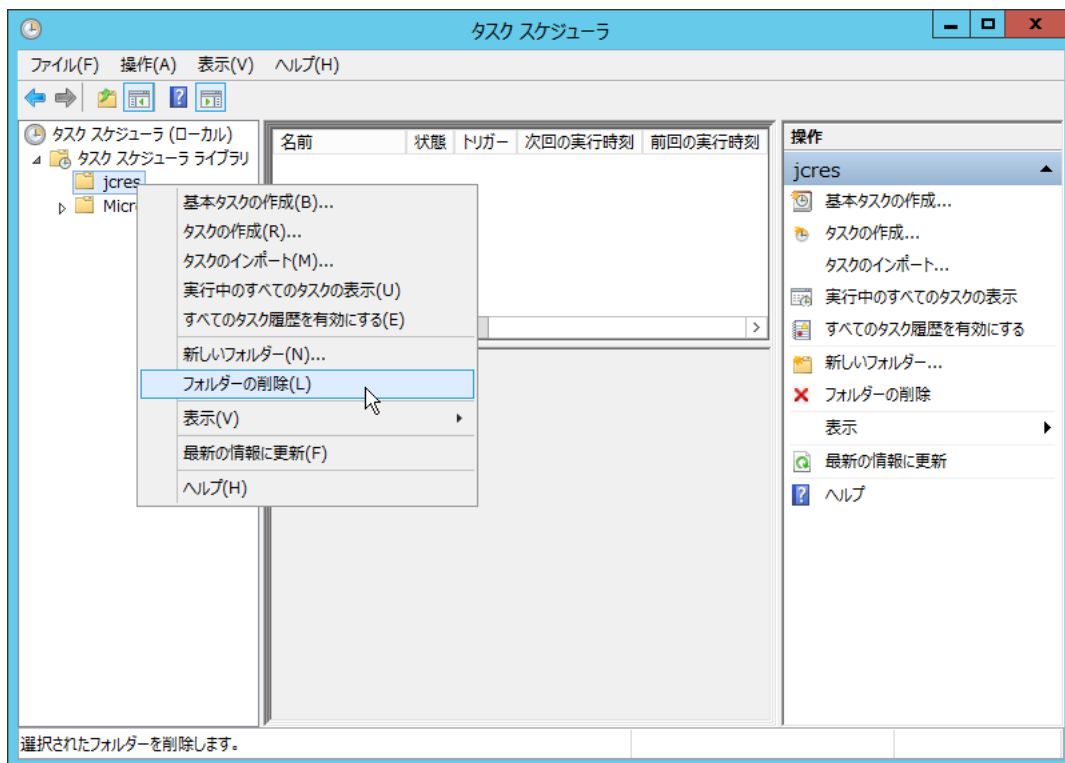 タスク スケジューラ
ファイル(F) 操作(A) 表示(V) ヘルプ(H)
タスク スケジューラ (ローカル)
タスク スケジューラ ライブラリ
jcres
Micr
名前 状態 トリガー 次回の実行時刻 前回の実行時刻
基本タスクの作成(B)...
タスクの作成(R)...
タスクのインポート(M)...
実行中のすべてのタスクの表示(U)
すべてのタスク履歴を有効にする(E)
新しいフォルダー(N)...
フォルダーの削除(L)
表示(V)
最新の情報に更新(F)
ヘルプ(H)
操作
jcres
基本タスクの作成...
タスクの作成...
タスクのインポート...
実行中のすべてのタスクの表示
すべてのタスク履歴を有効にする
新しいフォルダー...
フォルダーの削除
表示
最新の情報に更新
ヘルプ
選択されたフォルダーを削除します。